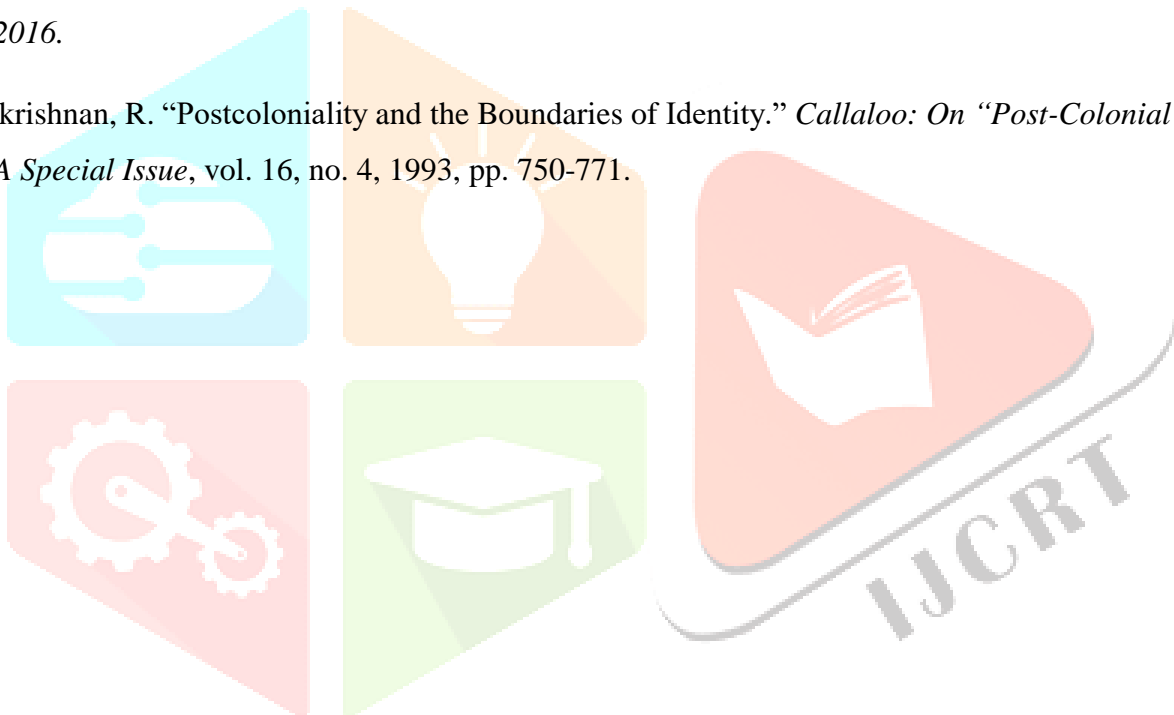 2016.
krishnan, R. “Postcoloniality and the Boundaries of Identity.” Callaloo: On “Post-Colonial
A Special Issue, vol. 16, no. 4, 1993, pp. 750-771.
IJCRT